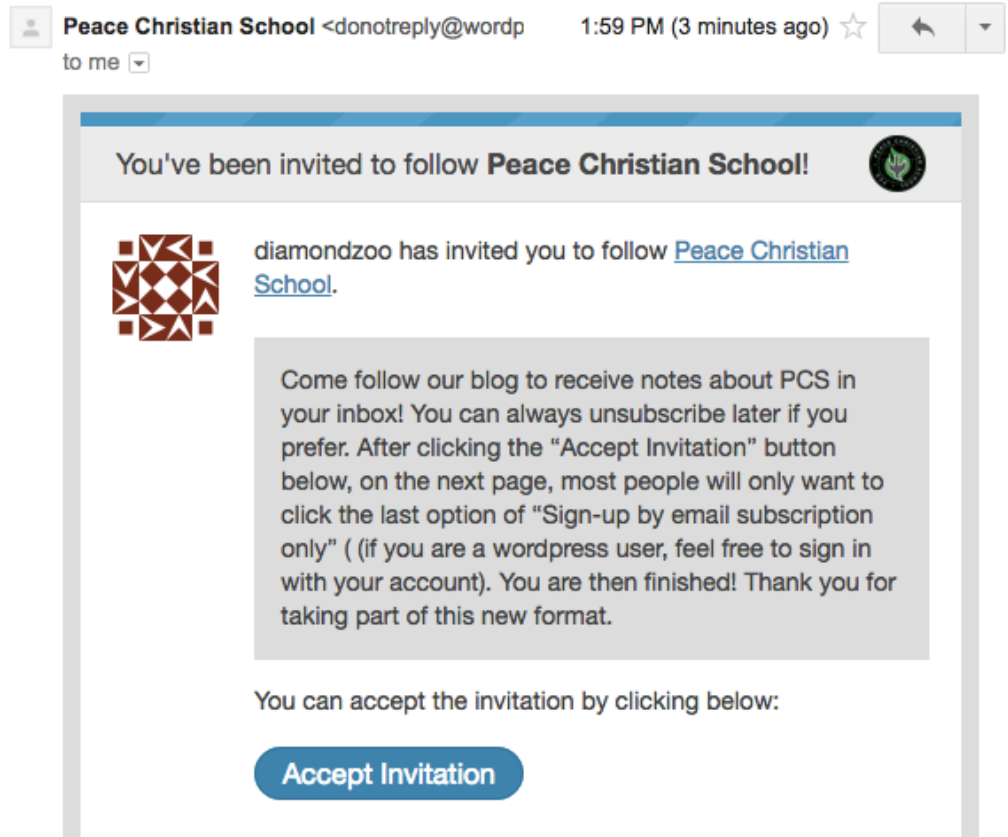 Peace Christian School <donotreply@wordp 1:59 PM (3 minutes ago)
to me
You've been invited to follow Peace Christian School!
diamondzoo has invited you to follow Peace Christian
School.
Come follow our blog to receive notes about PCS in
your inbox! You can always unsubscribe later if you
prefer. After clicking the “Accept Invitation” button
below, on the next page, most people will only want to
click the last option of “Sign-up by email subscription
only” ( (if you are a wordpress user, feel free to sign in
with your account). You are then finished! Thank you for
taking part of this new format.
You can accept the invitation by clicking below:
Accept Invitation